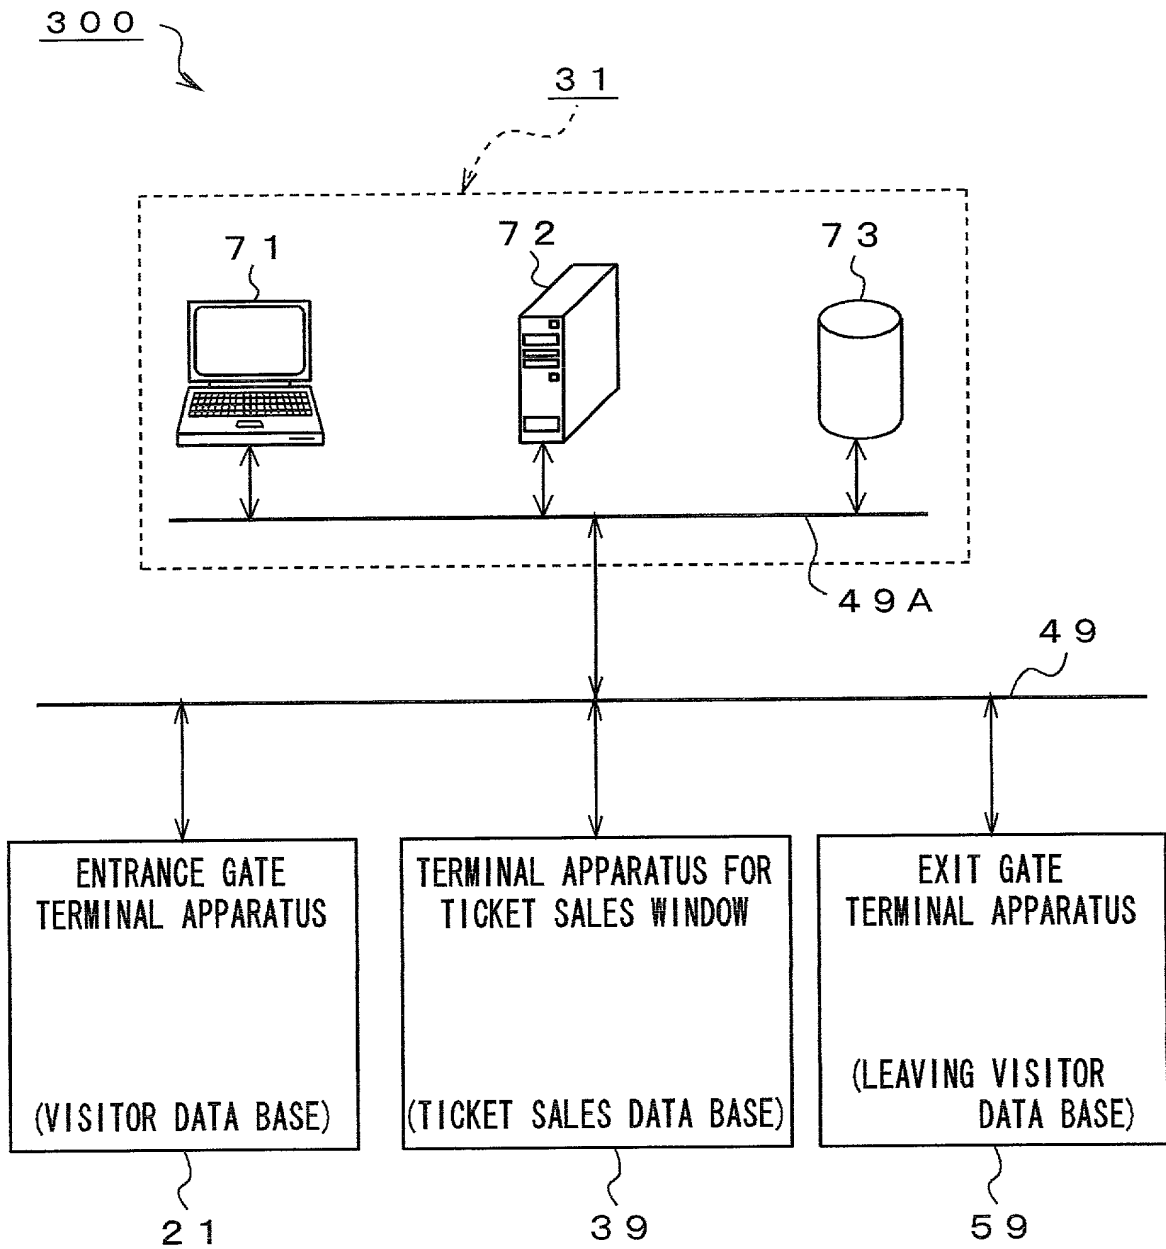 300
31
71
72
73
49A
49
ENTRANCE GATE
TERMINAL APPARATUS
(VISITOR DATA BASE)
TERMINAL APPARATUS FOR
TICKET SALES WINDOW
(TICKET SALES DATA BASE)
EXIT GATE
TERMINAL APPARATUS
(LEAVING VISITOR
DATA BASE)
21
39
59